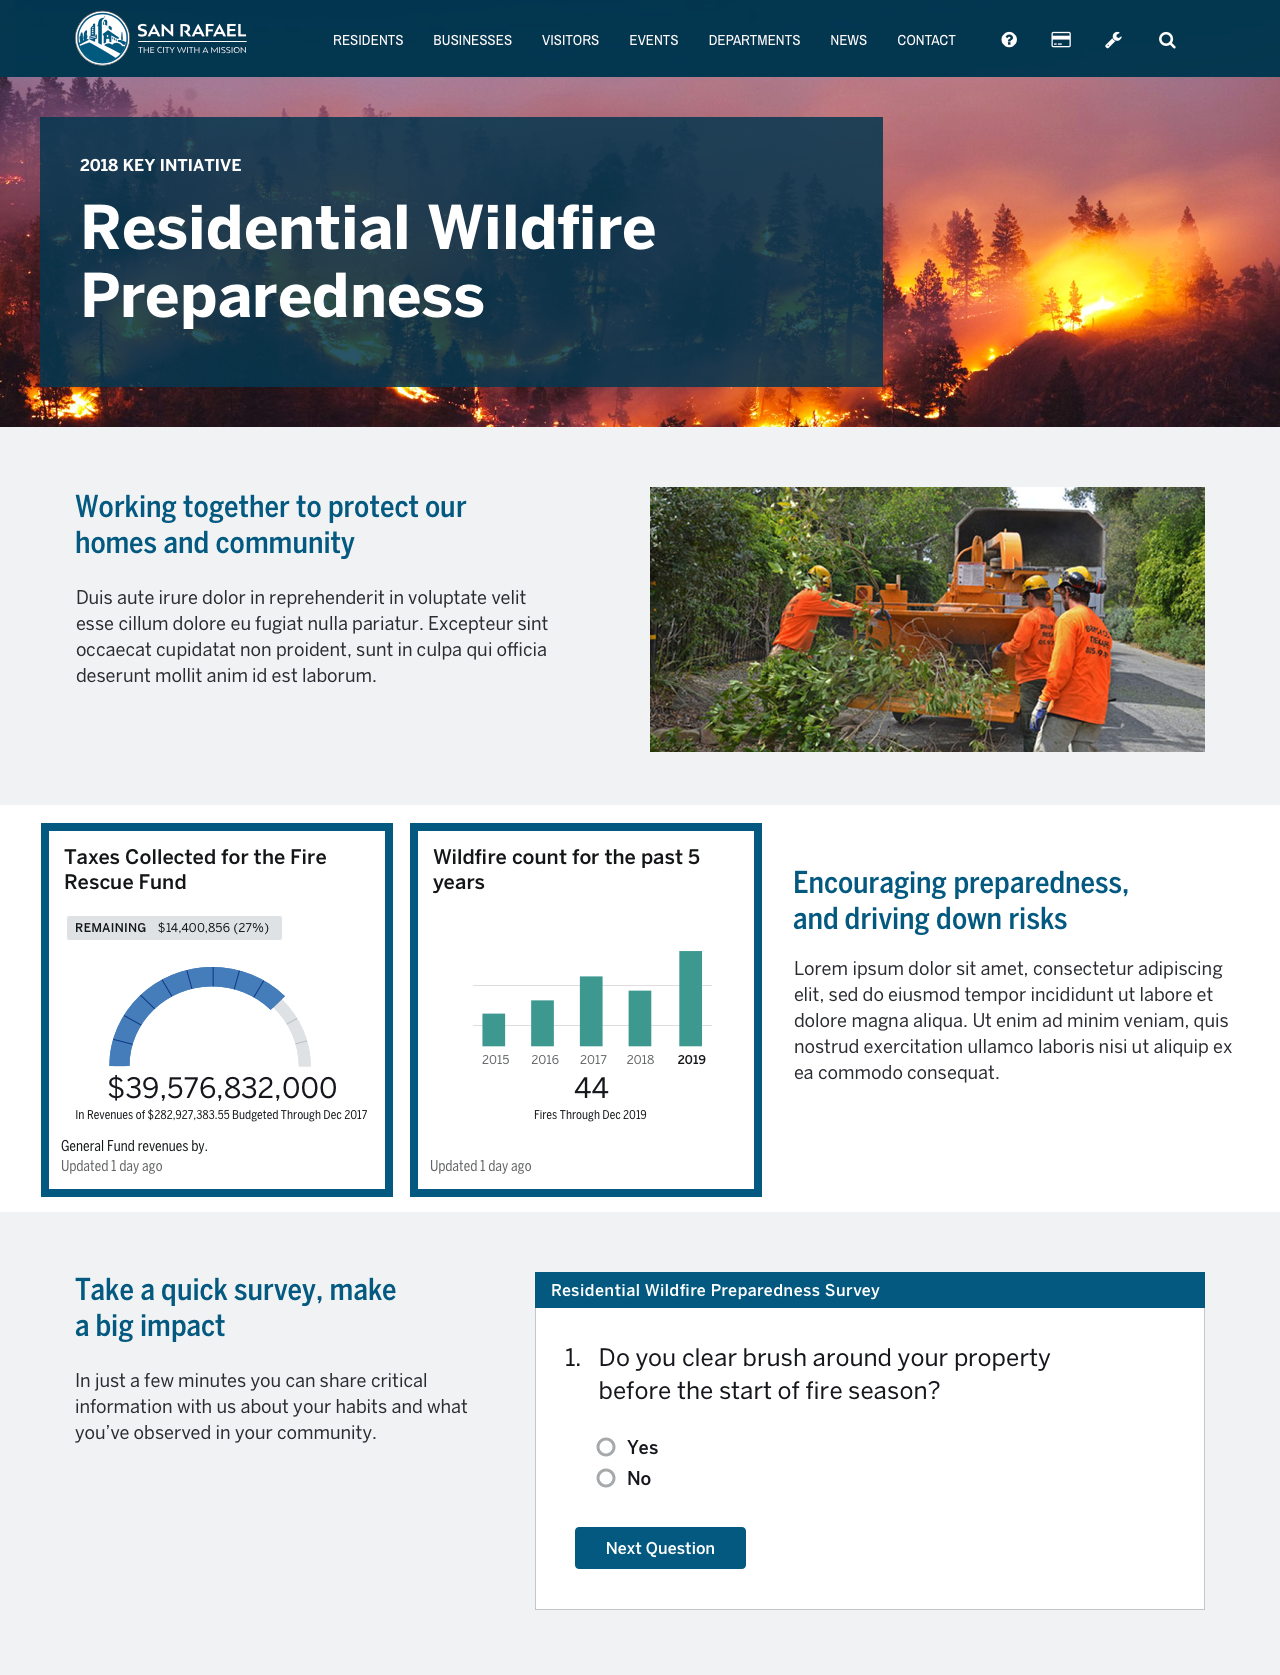 SAN RAFAEL
THE CITY WITH A MISSION
RESIDENTS BUSINESSES VISITORS EVENTS DEPARTMENTS NEWS CONTACT
2018 KEY INTIATIVE
Residential Wildfire
Preparedness
Working together to protect our
homes and community
Duis aute irure dolor in reprehenderit in voluptate velit
esse cillum dolore eu fugiat nulla pariatur. Excepteur sint
occaecat cupidatat non proident, sunt in culpa qui officia
deserunt mollit anim id est laborum.
Taxes Collected for the Fire
Rescue Fund
REMAINING $14,400,856 (27%)
$39,576,832,000
In Revenues of $282,927,383.55 Budgeted Through Dec 2017
General Fund revenues by.
Updated 1 day ago
Wildfire count for the past 5
years
2015 2016 2017 2018 2019
44
Fires Through Dec 2019
Updated 1 day ago
Encouraging preparedness,
and driving down risks
Lorem ipsum dolor sit amet, consectetur adipiscing
elit, sed do eiusmod tempor incididunt ut labore et
dolore magna aliqua. Ut enim ad minim veniam, quis
nostrud exercitation ullamco laboris nisi ut aliquip ex
ea commodo consequat.
Take a quick survey, make
a big impact
In just a few minutes you can share critical
information with us about your habits and what
you’ve observed in your community.
Residential Wildfire Preparedness Survey
1. Do you clear brush around your property
before the start of fire season?
Yes
No
Next Question